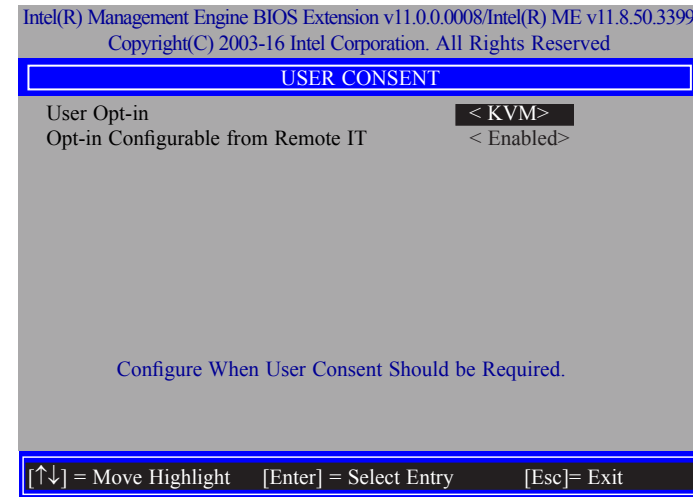 Intel(R) Management Engine BIOS Extension v11.0.0.0008/Intel(R) ME v11.8.50.3399
Copyright(C) 2003-16 Intel Corporation. All Rights Reserved
USER CONSENT
User Opt-in < KVM>
Opt-in Configurable from Remote IT < Enabled>
Configure When User Consent Should be Required.
[↑↓] = Move Highlight [Enter] = Select Entry [Esc]= Exit